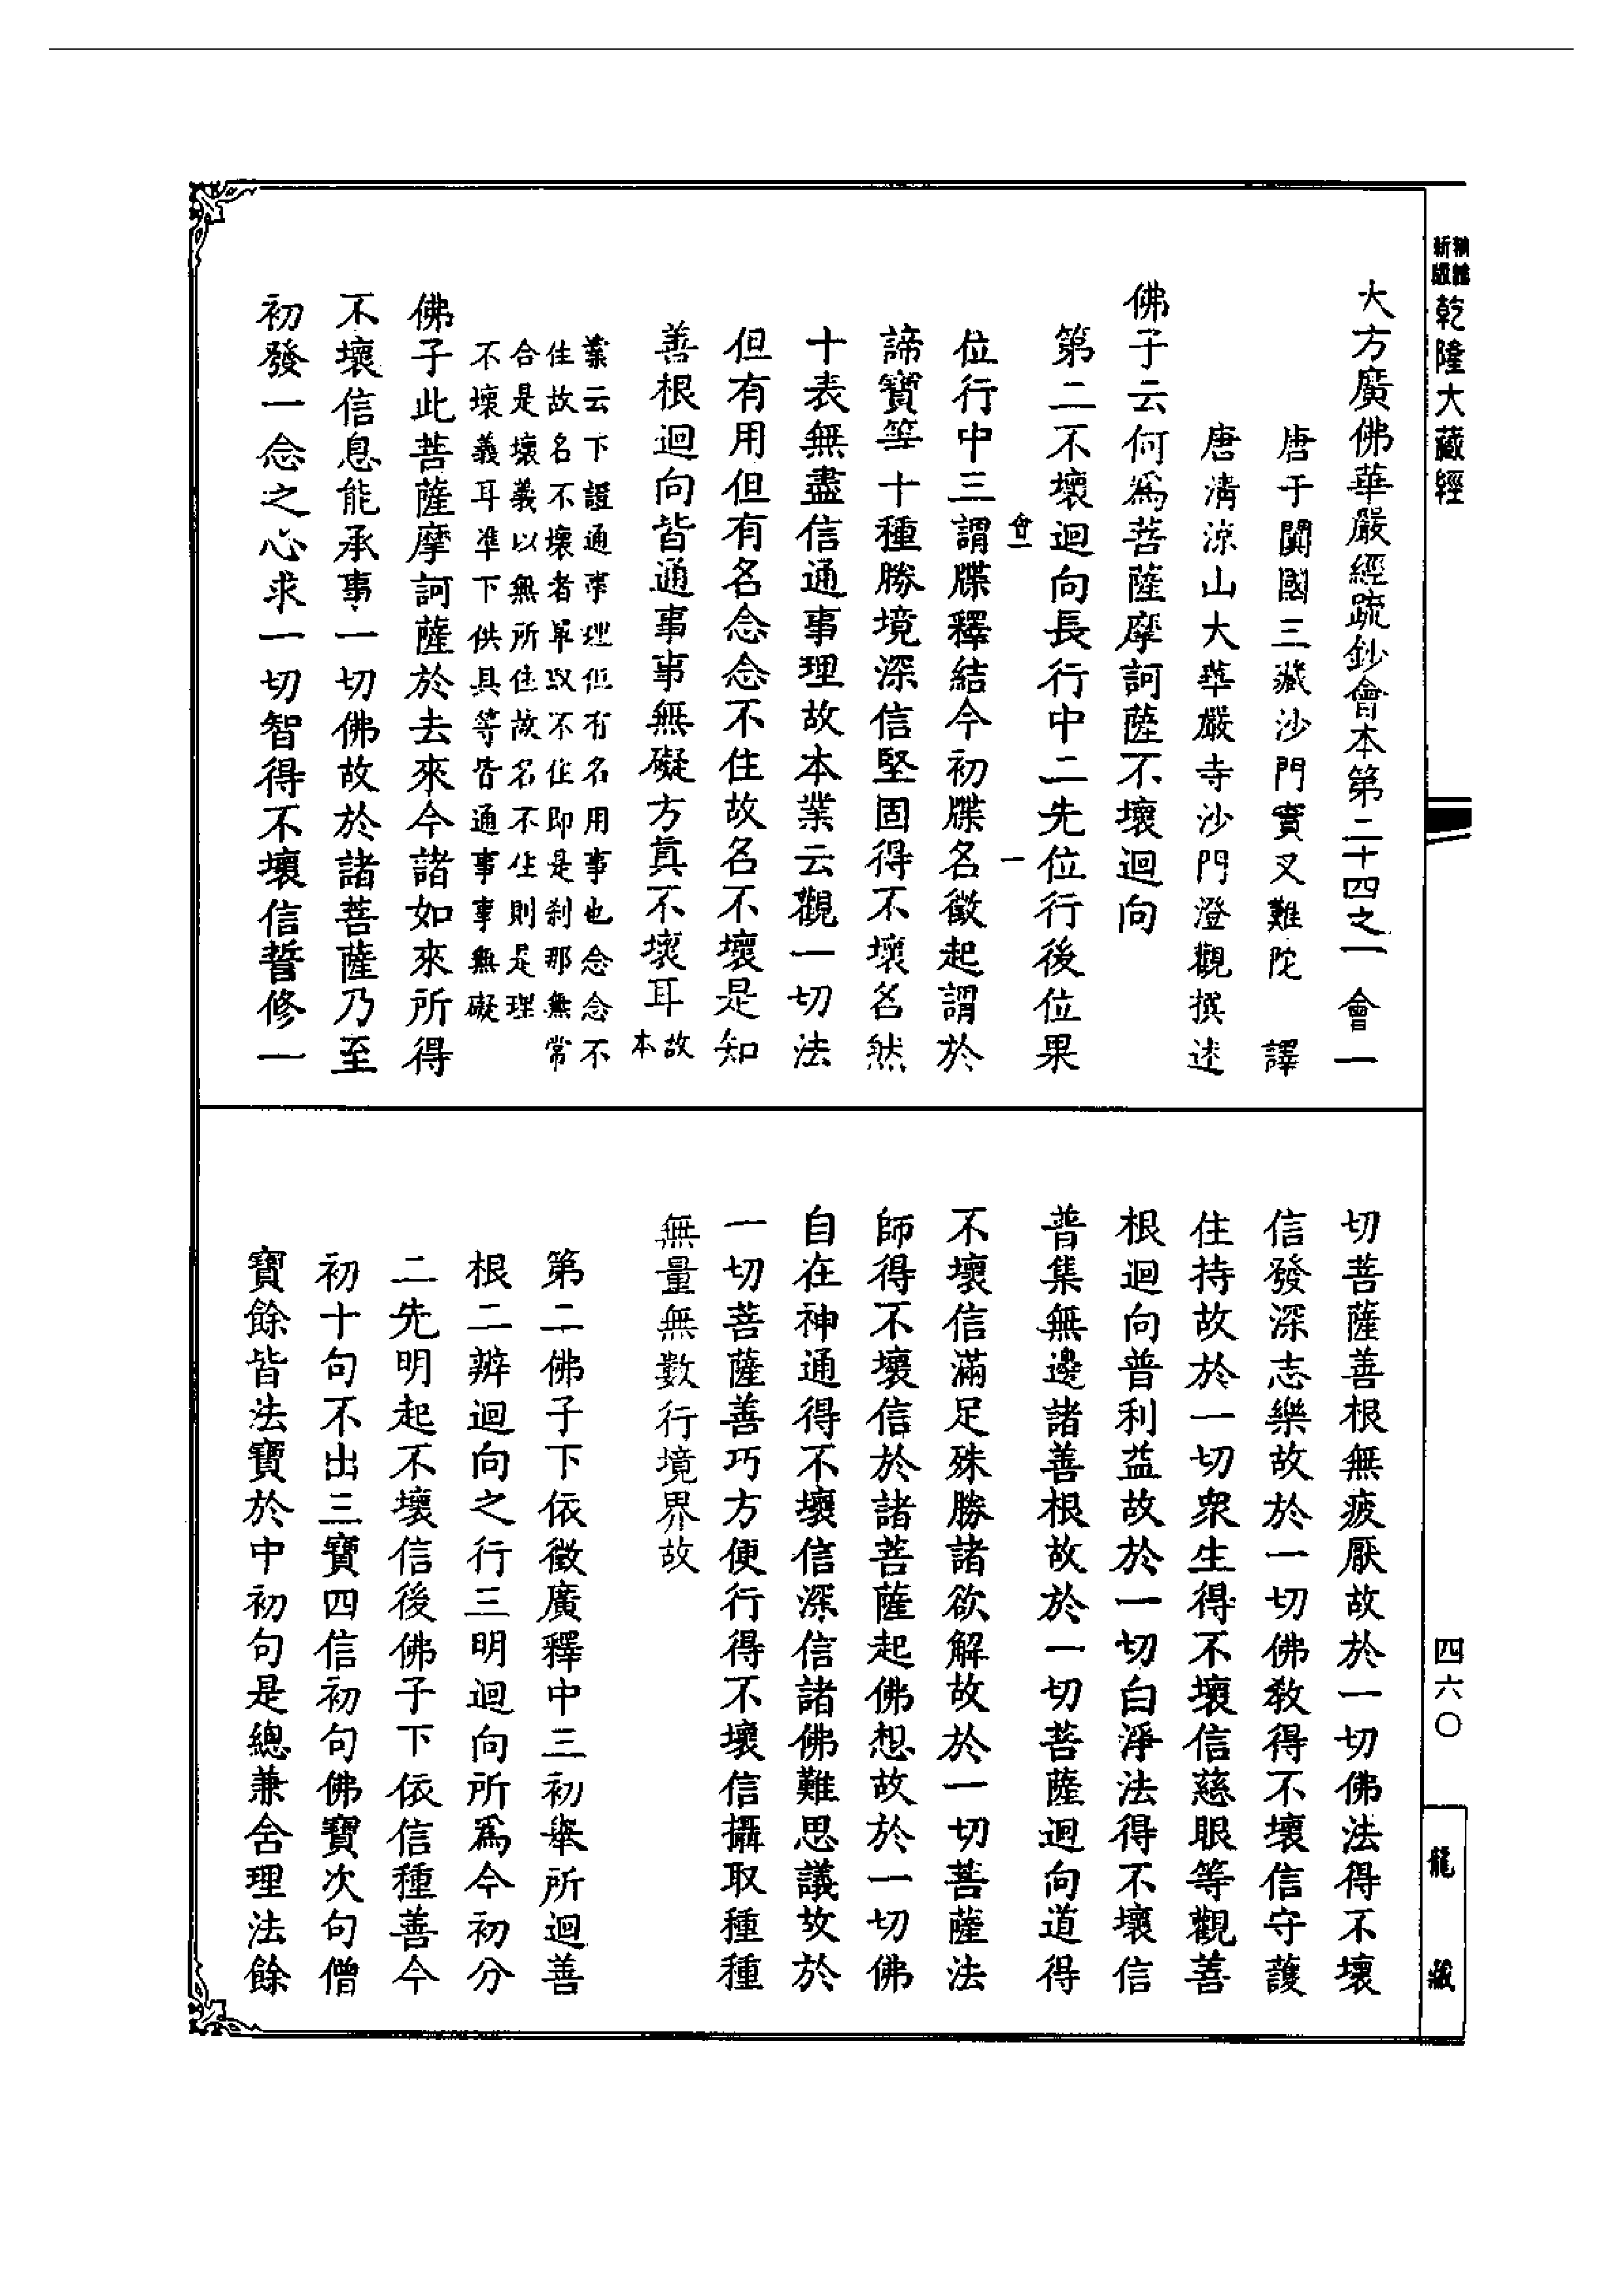 大方廣佛華嚴經疏鈔會本第二十四之一 會一
唐于闐國三藏沙門實叉難陀 譯
唐清涼山大華嚴寺沙門澄觀撰述
佛子云何爲菩薩摩訶薩不壞迴向
第二不壞迴向長行中二先位行後位果
會一 一
位行中三謂牒釋結今初牒名徵起謂於
諦寶等十種勝境深信堅固得不壞名然
十表無盡信通事理故本業云觀一切法
但有用但有名念念不住故名不壞是知
善根迴向皆通事事無礙方真不壞耳故本
業云下證通事理但有名用事也念念不
住故名不壞者單取不住即是刹那無常
合是壞義以無所住故名不住則是理
不壞義耳準下供具等皆通事事無礙
佛子此菩薩摩訶薩於去來今諸如來所得
不壞信悉能承事一切佛故於諸菩薩乃至
初發一念之心求一切智得不壞信誓修一
切菩薩善根無疲厭故於一切佛法得不壞
信發深志樂故於一切佛教得不壞信守護
住持故於一切衆生得不壞信慈眼等觀善
根迴向普利益故於一切白淨法得不壞信
普集無邊諸善根故於一切菩薩迴向道得
不壞信滿足殊勝諸欲解故於一切菩薩法
師得不壞信於諸菩薩起佛想故於一切佛
自在神通得不壞信深信諸佛難思議故於
一切菩薩善巧方便行得不壞信攝取種種
無量無數行境界故
第二佛子下依徵廣釋中三初舉所迴善
根二辨迴向之行三明迴向所爲今初分
二先明起不壞信後佛子下依信種善今
初十句不出三寶四信初句佛寶次句僧
寶餘皆法寶於中初句是總兼含理法餘
新版
精體
乾隆大藏經
四六〇
龍藏